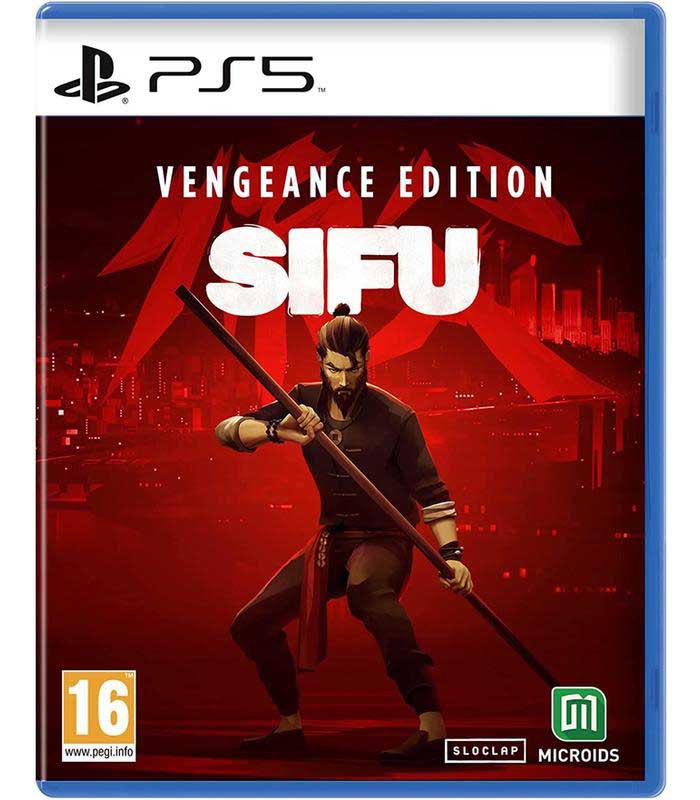 PS5
VENGEANCE EDITION
SIFU
16
www.pegi.info
SLOCLAP
MICROIDS